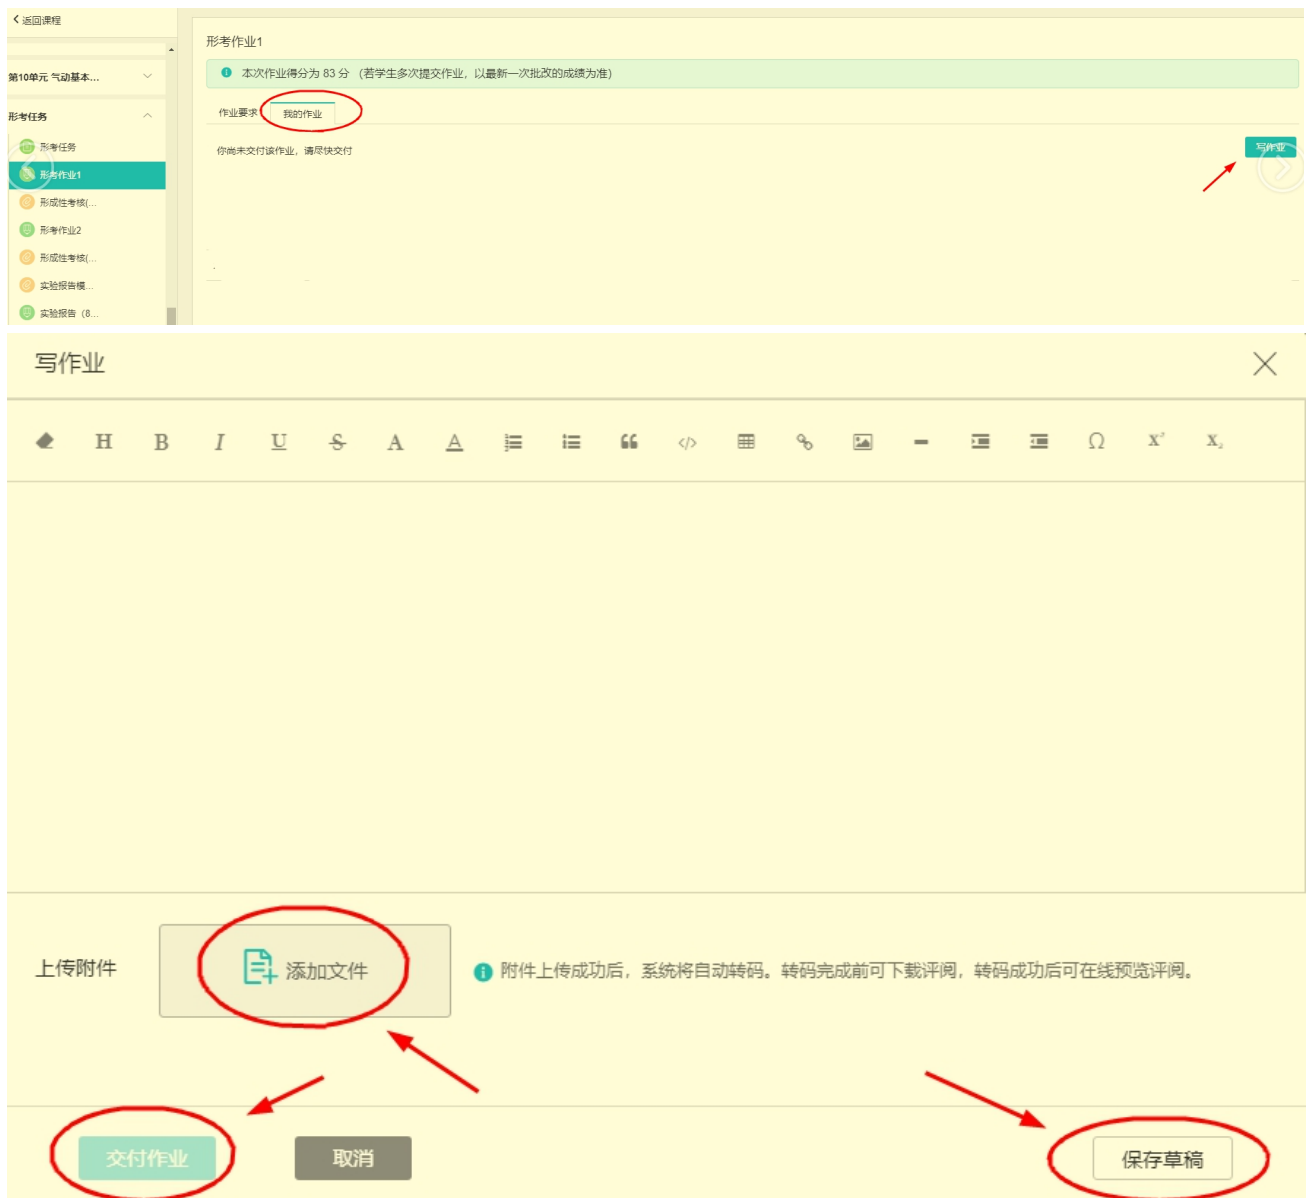 返回课程
第10单元 气动基本...
形考任务
形考任务
形考作业1
形成性考核(...
形考作业2
形成性考核(...
实验报告模...
实验报告（8...
形考作业1
本次作业得分为 83 分 （若学生多次提交作业，以最新一次批改的成绩为准）
作业要求 我的作业
你尚未交付该作业，请尽快交付
写作业
写作业
H B I U S A A </> Ω X² X₂
上传附件 添加文件 附件上传成功后，系统将自动转码。转码完成前可下载评阅，转码成功后可在线预览评阅。
交付作业 取消 保存草稿